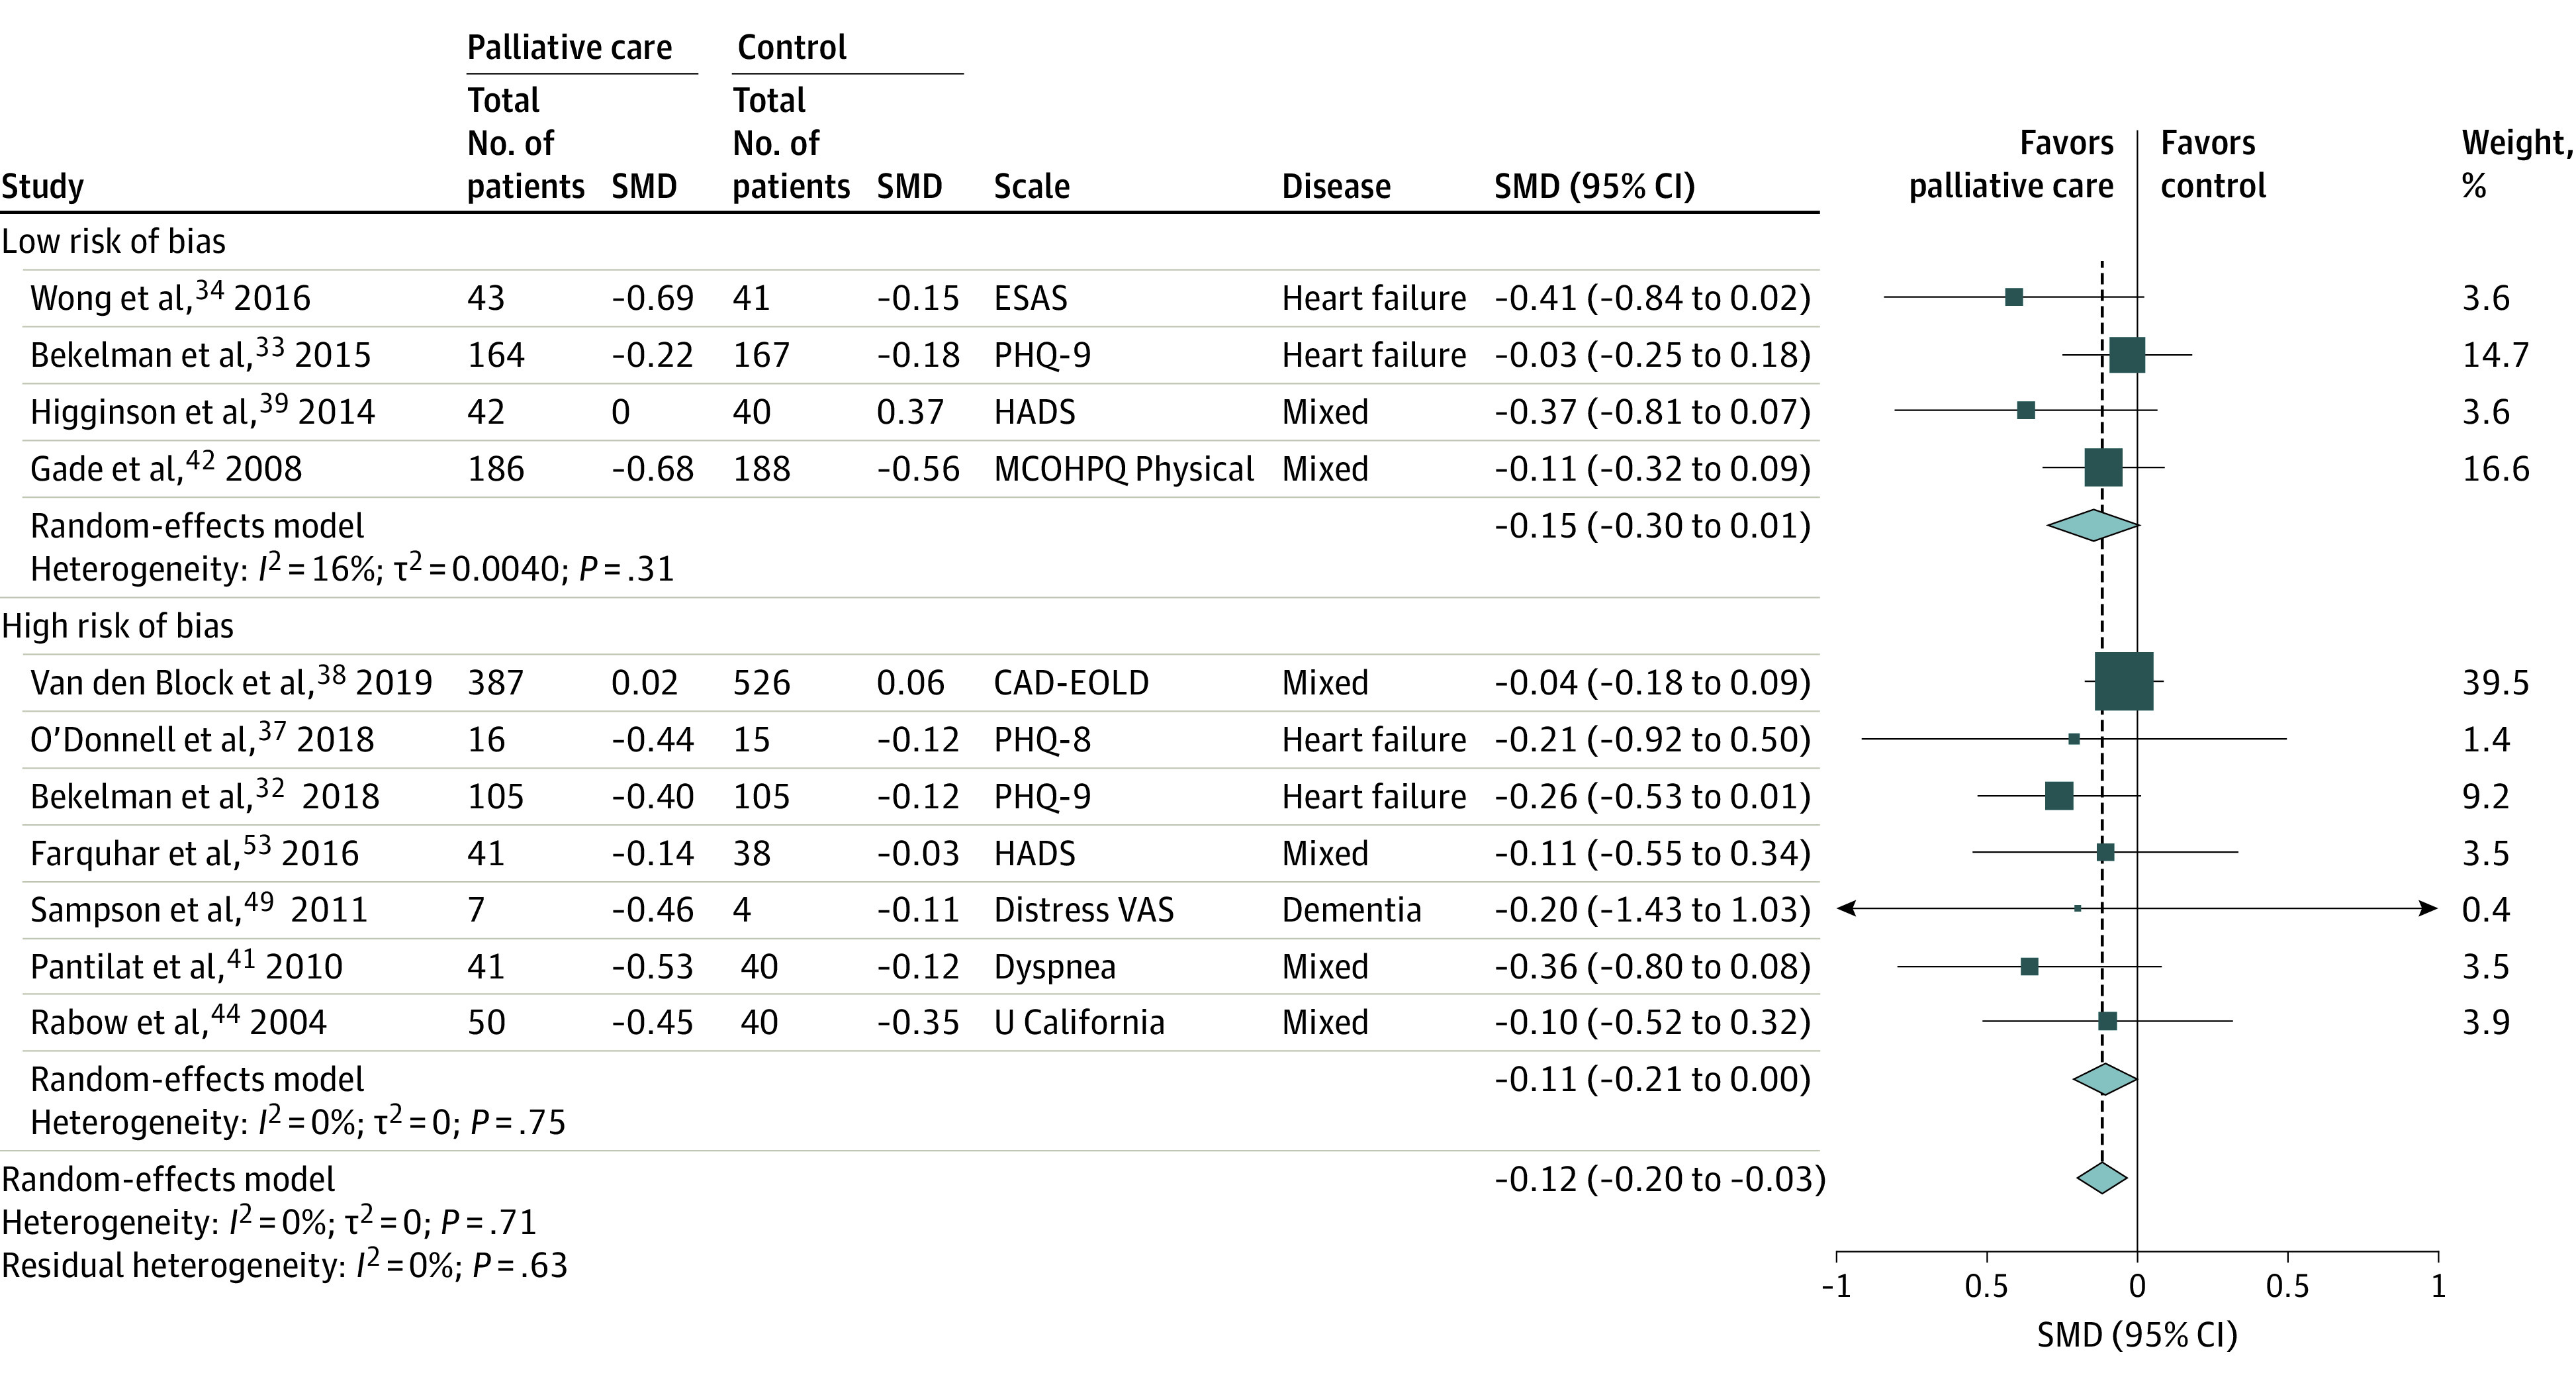 Palliative care Control
Total Total
No. of No. of Favors Favors Weight,
Study patients SMD patients SMD Scale Disease SMD (95% CI) palliative care control %
Low risk of bias
Wong et al,34 2016 43 -0.69 41 -0.15 ESAS Heart failure -0.41 (-0.84 to 0.02) 3.6
Bekelman et al,33 2015 164 -0.22 167 -0.18 PHQ-9 Heart failure -0.03 (-0.25 to 0.18) 14.7
Higginson et al,39 2014 42 0 40 0.37 HADS Mixed -0.37 (-0.81 to 0.07) 3.6
Gade et al,42 2008 186 -0.68 188 -0.56 MCOHPQ Physical Mixed -0.11 (-0.32 to 0.09) 16.6
Random-effects model -0.15 (-0.30 to 0.01)
Heterogeneity: I2 = 16%; τ2 = 0.0040; P = .31
High risk of bias
Van den Block et al,38 2019 387 0.02 526 0.06 CAD-EOLD Mixed -0.04 (-0.18 to 0.09) 39.5
O’Donnell et al,37 2018 16 -0.44 15 -0.12 PHQ-8 Heart failure -0.21 (-0.92 to 0.50) 1.4
Bekelman et al,32 2018 105 -0.40 105 -0.12 PHQ-9 Heart failure -0.26 (-0.53 to 0.01) 9.2
Farquhar et al,53 2016 41 -0.14 38 -0.03 HADS Mixed -0.11 (-0.55 to 0.34) 3.5
Sampson et al,49 2011 7 -0.46 4 -0.11 Distress VAS Dementia -0.20 (-1.43 to 1.03) 0.4
Pantilat et al,41 2010 41 -0.53 40 -0.12 Dyspnea Mixed -0.36 (-0.80 to 0.08) 3.5
Rabow et al,44 2004 50 -0.45 40 -0.35 U California Mixed -0.10 (-0.52 to 0.32) 3.9
Random-effects model -0.11 (-0.21 to 0.00)
Heterogeneity: I2 = 0%; τ2 = 0; P = .75
Random-effects model -0.12 (-0.20 to -0.03)
Heterogeneity: I2 = 0%; τ2 = 0; P = .71
Residual heterogeneity: I2 = 0%; P = .63
-1 0.5 0 0.5 1
SMD (95% CI)